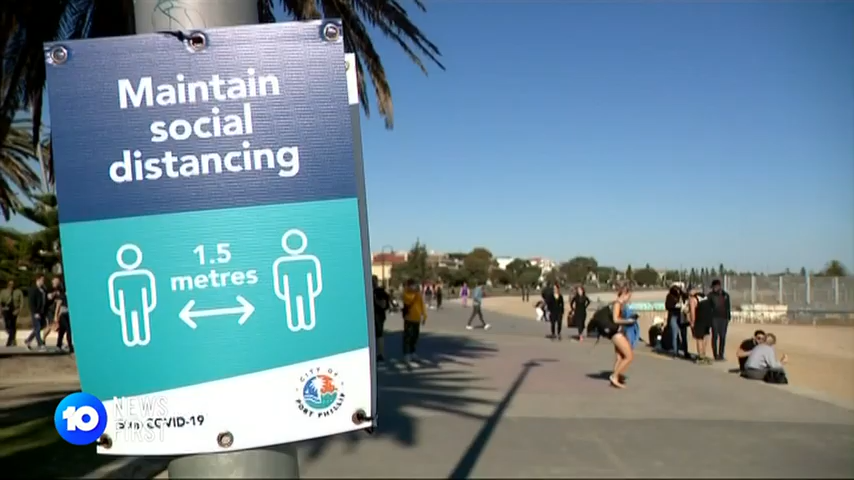 Maintain
social
distancing
1.5
metres
CITY OF
PORT PHILLIP
COVID-19
10
NEWS
FIRST